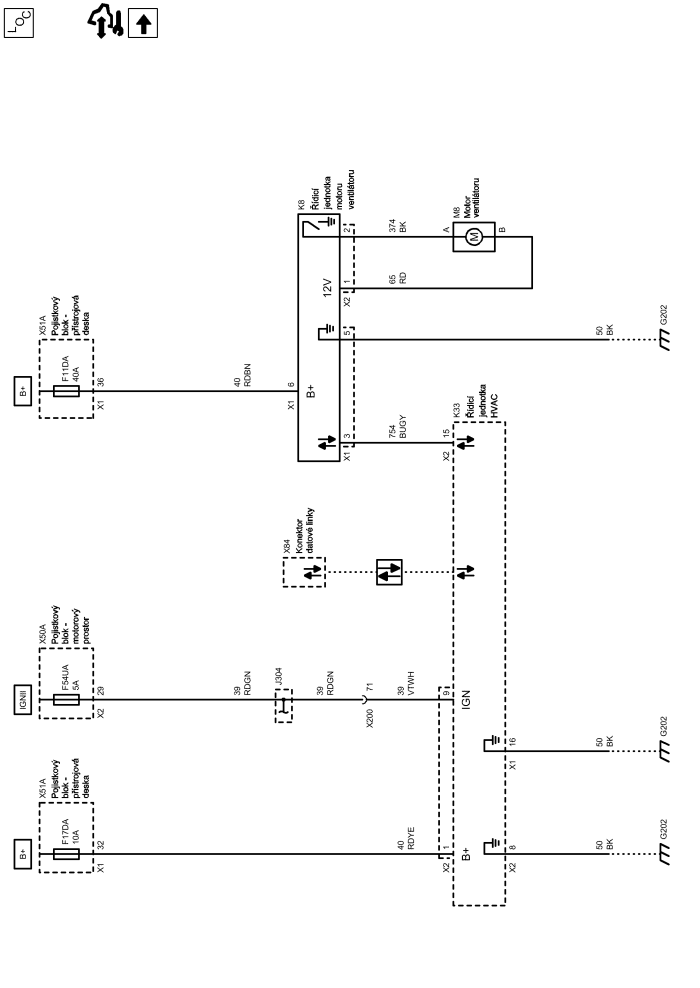 LOC
K8
Řídicí
jednotka
motoru
ventilátoru
2
374
BK
A
M8
Motor
ventilátoru
M
B
12V
1
X2
65
RD
5
50
BK
G202
B+
X51A
Pojistkový
blok -
přístrojová
deska
F11DA
40A
36
X1
40
RDBN
6
X1
B+
3
X1
754
BUGY
15
X2
K33
Řídicí
jednotka
HVAC
X84
Konektor
datové linky
IGNII
X50A
Pojistkový
blok -
motorový
prostor
F54UA
5A
29
X2
39
RDGN
J304
39
RDGN
71
X200
39
VTWH
9
IGN
16
X1
50
BK
G202
B+
X51A
Pojistkový
blok -
přístrojová
deska
F17DA
10A
32
X1
40
RDYE
1
X2
B+
8
X2
50
BK
G202